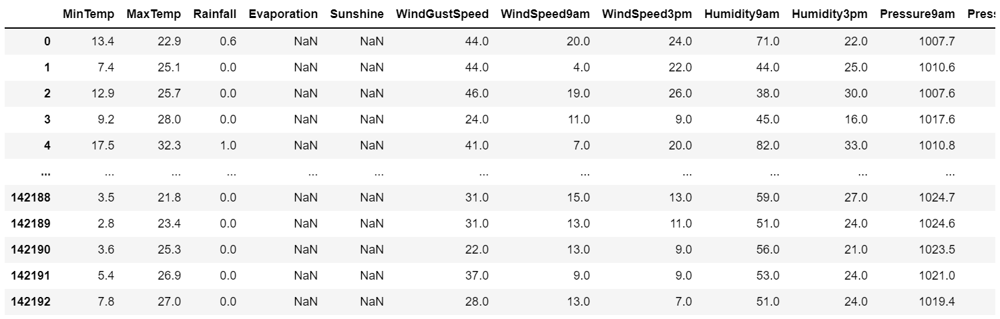 MinTemp MaxTemp Rainfall Evaporation Sunshine WindGustSpeed WindSpeed9am WindSpeed3pm Humidity9am Humidity3pm Pressure9am Pres
0 13.4 22.9 0.6 NaN NaN 44.0 20.0 24.0 71.0 22.0 1007.7
1 7.4 25.1 0.0 NaN NaN 44.0 4.0 22.0 44.0 25.0 1010.6
2 12.9 25.7 0.0 NaN NaN 46.0 19.0 26.0 38.0 30.0 1007.6
3 9.2 28.0 0.0 NaN NaN 24.0 11.0 9.0 45.0 16.0 1017.6
4 17.5 32.3 1.0 NaN NaN 41.0 7.0 20.0 82.0 33.0 1010.8
... ... ... ... ... ... ... ... ... ... ... ...
142188 3.5 21.8 0.0 NaN NaN 31.0 15.0 13.0 59.0 27.0 1024.7
142189 2.8 23.4 0.0 NaN NaN 31.0 13.0 11.0 51.0 24.0 1024.6
142190 3.6 25.3 0.0 NaN NaN 22.0 13.0 9.0 56.0 21.0 1023.5
142191 5.4 26.9 0.0 NaN NaN 37.0 9.0 9.0 53.0 24.0 1021.0
142192 7.8 27.0 0.0 NaN NaN 28.0 13.0 7.0 51.0 24.0 1019.4